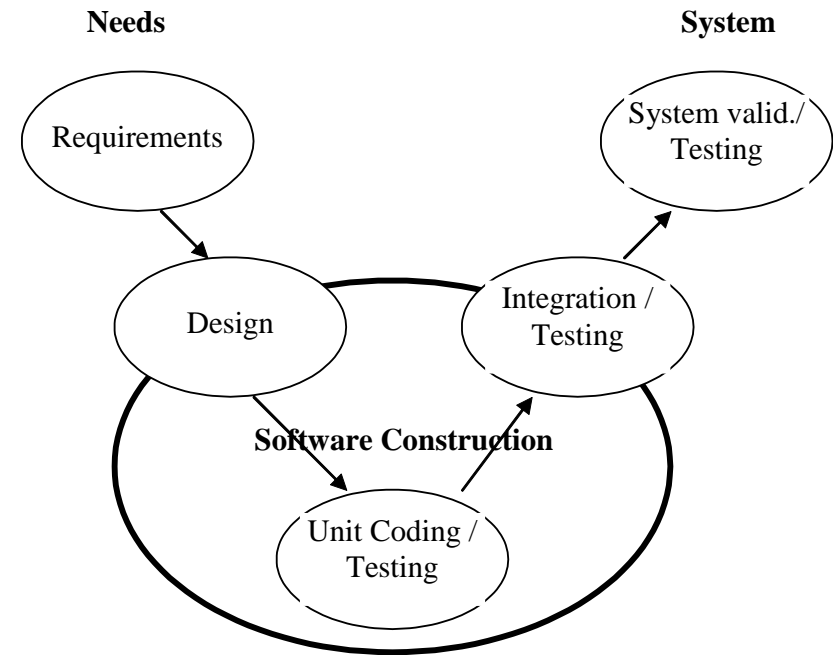 Needs
System
Requirements
System valid./
Testing
Design
Integration /
Testing
Software Construction
Unit Coding /
Testing